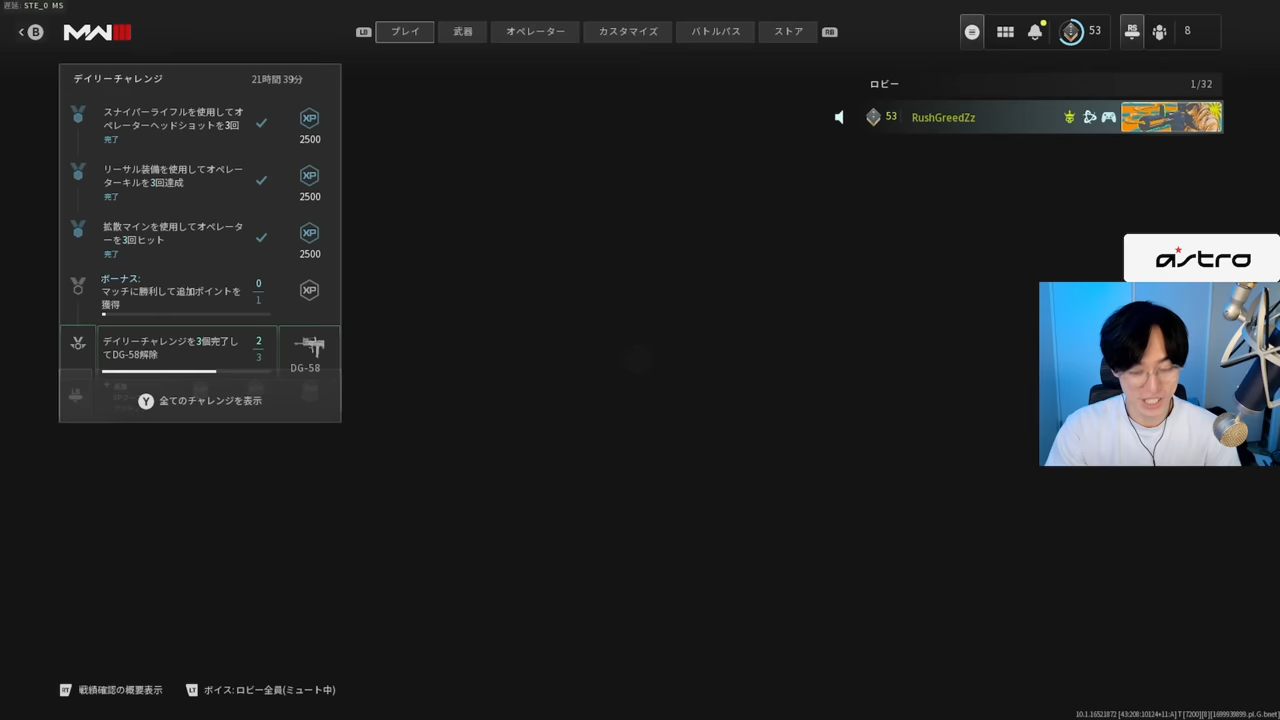 遅延: STE_0 MS
< B
MWIII
LB
プレイ
武器
オペレーター
カスタマイズ
バトルパス
ストア
RB
53
RS
8
デイリーチャレンジ
21時間 39分
スナイパーライフルを使用してオ
ペレーターヘッドショットを3回
完了
XP
2500
リーサル装備を使用してオペレー
ターキルを3回達成
完了
XP
2500
拡散マインを使用してオペレータ
ーを3回ヒット
完了
XP
2500
ボーナス:
マッチに勝利して追加ポイントを
獲得
0
1
XP
デイリーチャレンジを3個完了し
てDG-58解除
2
3
DG-58
Y 全てのチャレンジを表示
ロビー
1/32
53 RushGreedZz
astro
RT 戦績確認の概要表示
LT ボイス: ロビー全員(ミュート中)